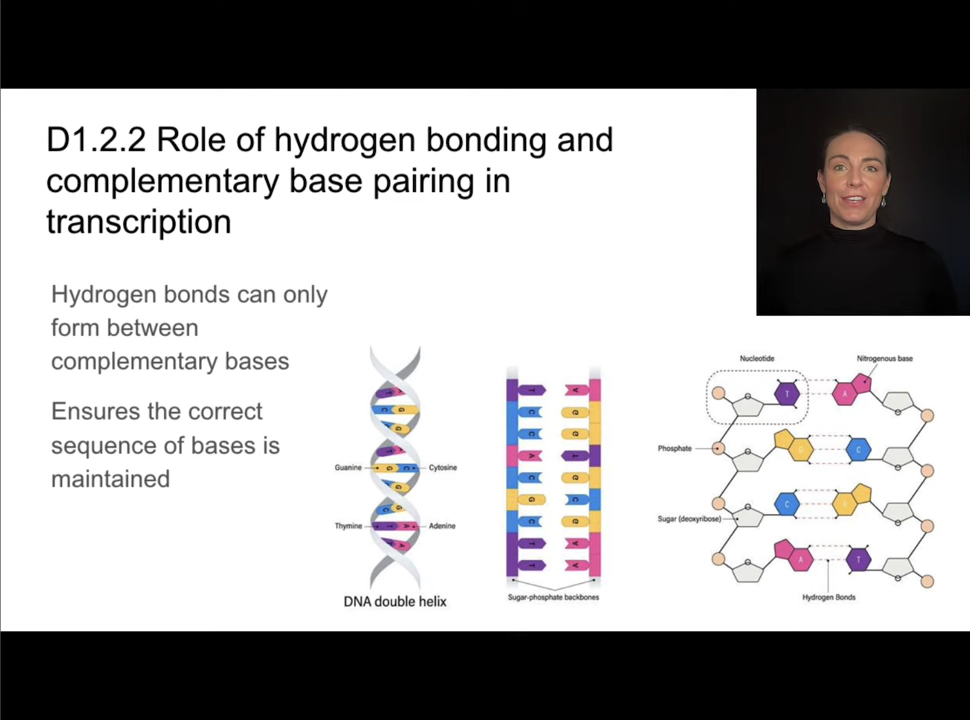 D1.2.2 Role of hydrogen bonding and
complementary base pairing in
transcription
Hydrogen bonds can only
form between
complementary bases
Ensures the correct
sequence of bases is
maintained
Guanine
Cytosine
Thymine
Adenine
DNA double helix
T
C
C
A
C
G
C
T
T
A
G
G
T
G
C
G
A
A
Sugar-phosphate backbones
Nucleotide
Nitrogenous base
T A
Phosphate
G C
C
Sugar (deoxyribose)
A T
Hydrogen Bonds